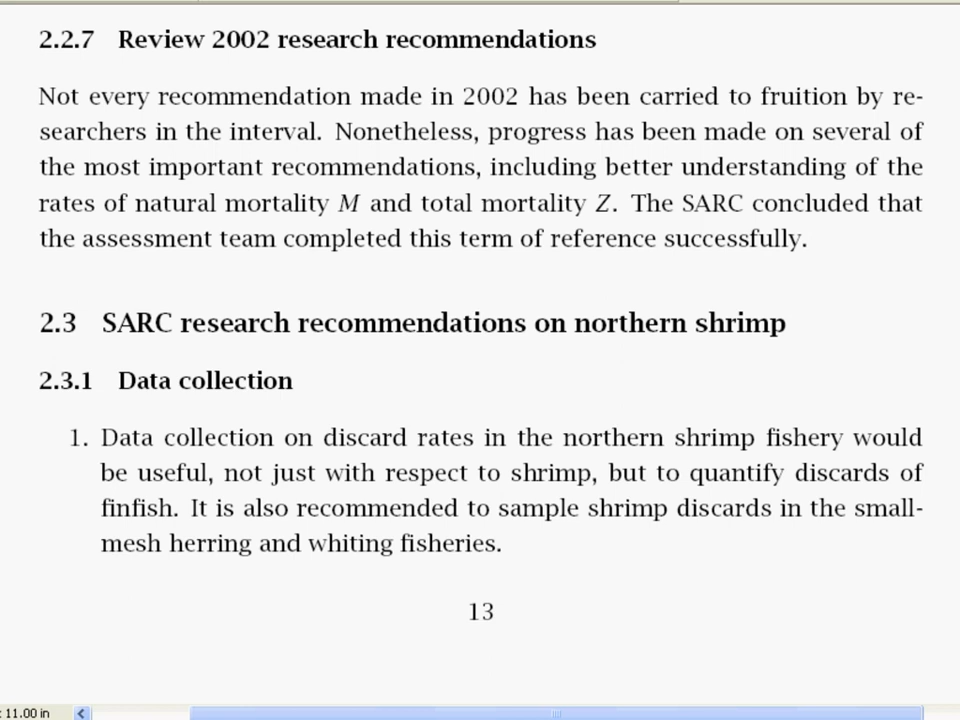 2.2.7 Review 2002 research recommendations
Not every recommendation made in 2002 has been carried to fruition by re-
searchers in the interval. Nonetheless, progress has been made on several of
the most important recommendations, including better understanding of the
rates of natural mortality M and total mortality Z. The SARC concluded that
the assessment team completed this term of reference successfully.
2.3 SARC research recommendations on northern shrimp
2.3.1 Data collection
1. Data collection on discard rates in the northern shrimp fishery would
be useful, not just with respect to shrimp, but to quantify discards of
finfish. It is also recommended to sample shrimp discards in the small-
mesh herring and whiting fisheries.
13
11.00 in